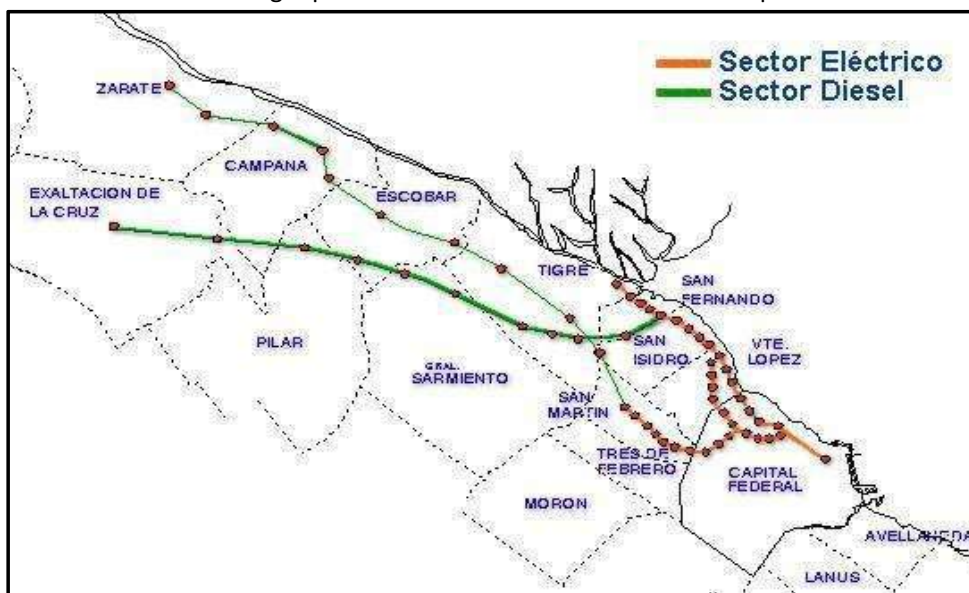 Sector Eléctrico
Sector Diesel
ZARATE
CAMPANA
ESCOBAR
EXALTACION DE
LA CRUZ
TIGRE
SAN
FERNANDO
PILAR
SAN
ISIDRO
VTE.
LOPEZ
GRAL.
SARMIENTO
SAN
MARTIN
TRES DE
FEBRERO
CAPITAL
FEDERAL
MORON
AVELLANEDA
LANUS